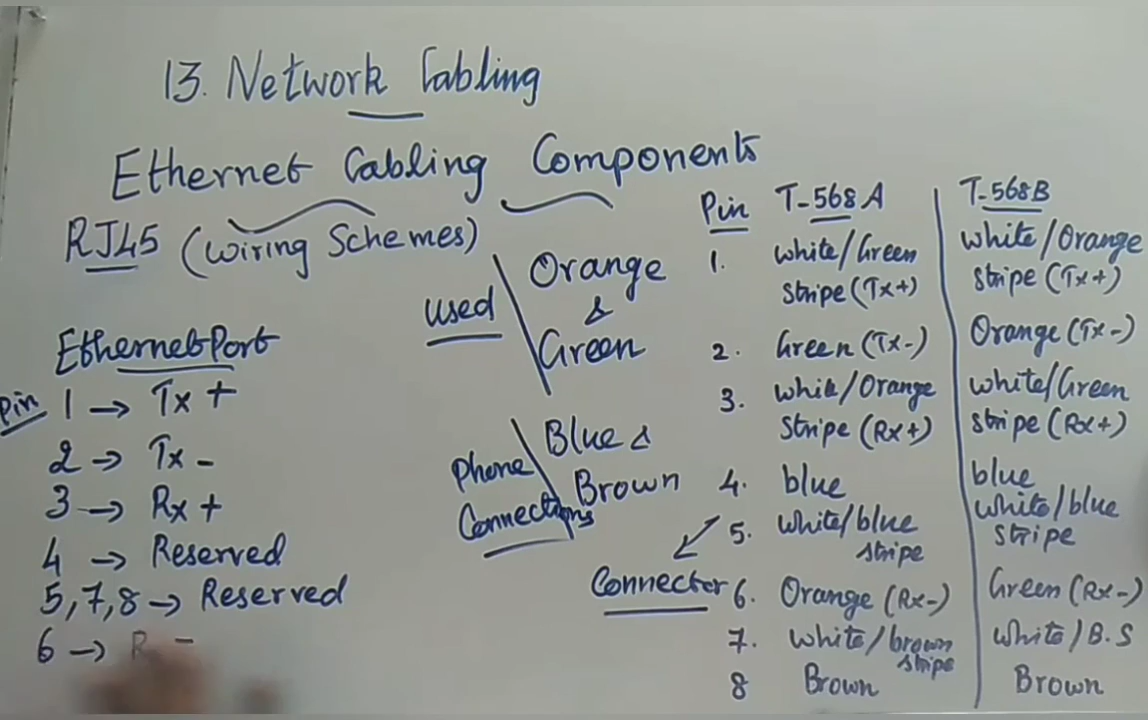 13. Network Cabling
Ethernet Cabling Components
RJ45 (Wiring Schemes)
Ethernet Port
Pin 1 → Tx +
2 → Tx -
3 → Rx +
4 → Reserved
5,7,8 → Reserved
6 →
used
Orange
&
Green
Phone
Connections
Blue &
Brown
Connector
Pin T-568A T-568B
1. white/Green white/Orange
stripe (Tx+) stripe (Tx+)
2. Green (Tx-) Orange (Tx-)
3. white/Orange white/Green
Stripe (Rx+) stripe (Rx+)
4. blue blue
5. white/blue white/blue
stripe stripe
6. Orange (Rx-) Green (Rx-)
7. white/brown white/B.S
stripe
8 Brown Brown